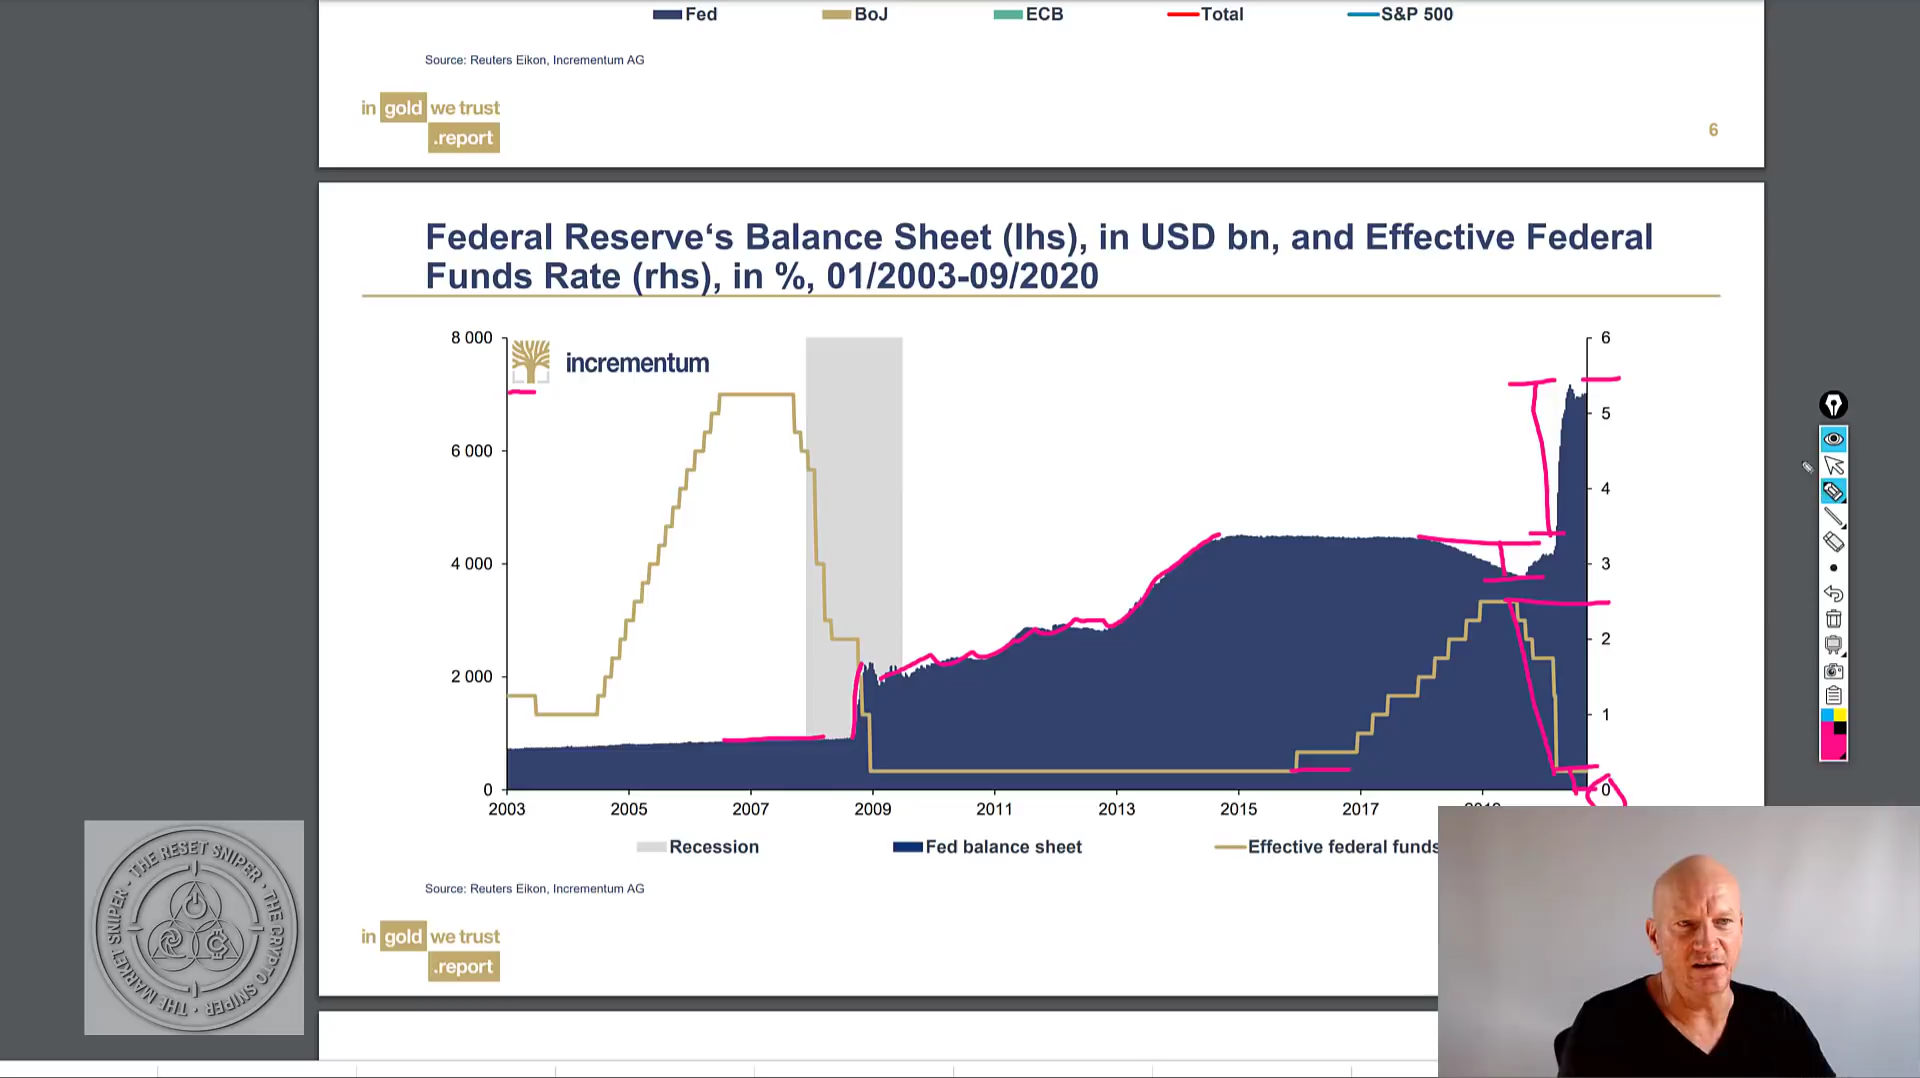 Fed BoJ ECB Total S&P 500
Source: Reuters Eikon, Incrementum AG
in gold we trust
.report
6
Federal Reserve‘s Balance Sheet (lhs), in USD bn, and Effective Federal
Funds Rate (rhs), in %, 01/2003-09/2020
incrementum
8 000
6 000
4 000
2 000
0
6
5
4
3
2
1
0
2003 2005 2007 2009 2011 2013 2015 2017
Recession Fed balance sheet Effective federal funds
Source: Reuters Eikon, Incrementum AG
in gold we trust
.report
THE RESET SNIPER · THE CRYPTO SNIPER · THE MARKET SNIPER ·